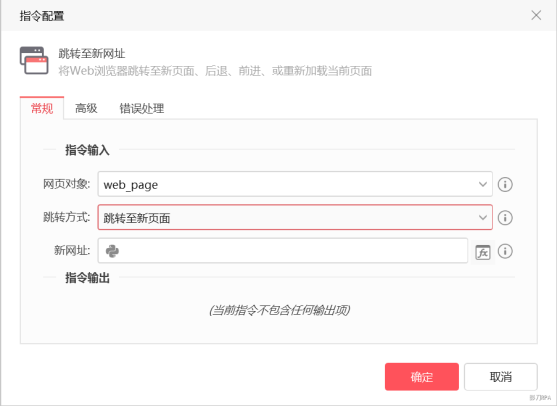 指令配置
跳转至新网址
将Web浏览器跳转至新页面、后退、前进、或重新加载当前页面
常规 高级 错误处理
指令输入
网页对象: web_page
跳转方式: 跳转至新页面
新网址: fx
指令输出
(当前指令不包含任何输出项)
确定 取消
影刀RPA